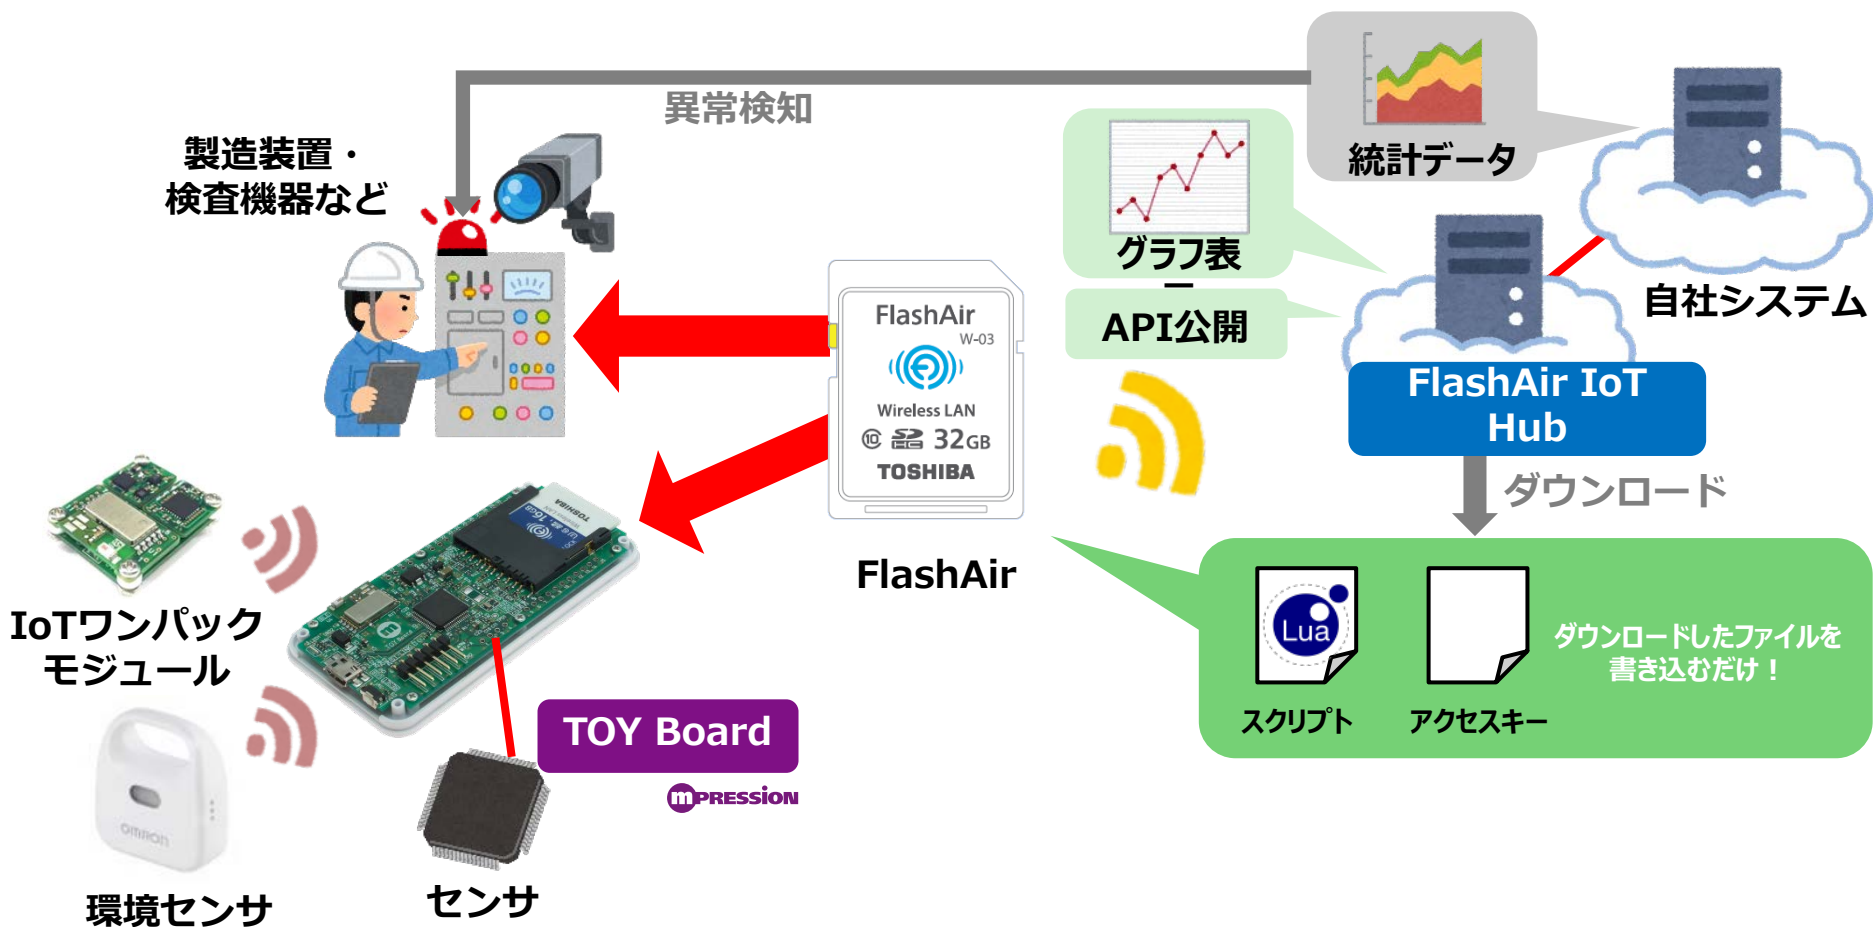 異常検知
統計データ
製造装置・
検査機器など
グラフ表
API公開
自社システム
FlashAir
W-03
Wireless LAN
32GB
TOSHIBA
FlashAir
FlashAir IoT
Hub
ダウンロード
Lua
スクリプト
アクセスキー
ダウンロードしたファイルを
書き込むだけ！
IoTワンパック
モジュール
TOSHIBA
Wireless LAN
16GB
TOY Board
mPRESSiON
OMRON
環境センサ
センサ